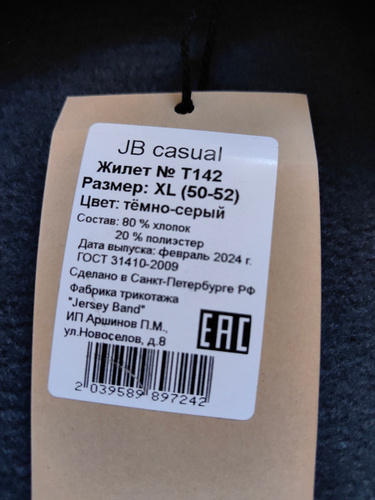 JB casual
Жилет № Т142
Размер: XL (50-52)
Цвет: тёмно-серый
Состав: 80 % хлопок
20 % полиэстер
Дата выпуска: февраль 2024 г.
ГОСТ 31410-2009
Сделано в Санкт-Петербурге РФ
Фабрика трикотажа
"Jersey Band"
ИП Аршинов П.М.,
ул.Новоселов, д.8
EAC
2 039589 897242